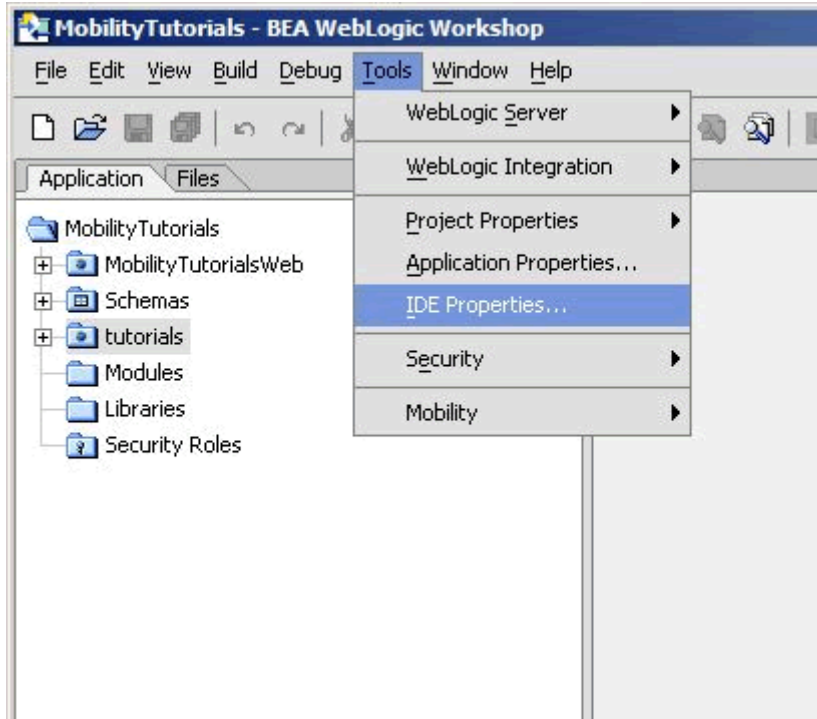 MobilityTutorials - BEA WebLogic Workshop
File Edit View Build Debug Tools Window Help
WebLogic Server
WebLogic Integration
Project Properties
Application Properties...
IDE Properties...
Security
Mobility
Application Files
MobilityTutorials
MobilityTutorialsWeb
Schemas
tutorials
Modules
Libraries
Security Roles